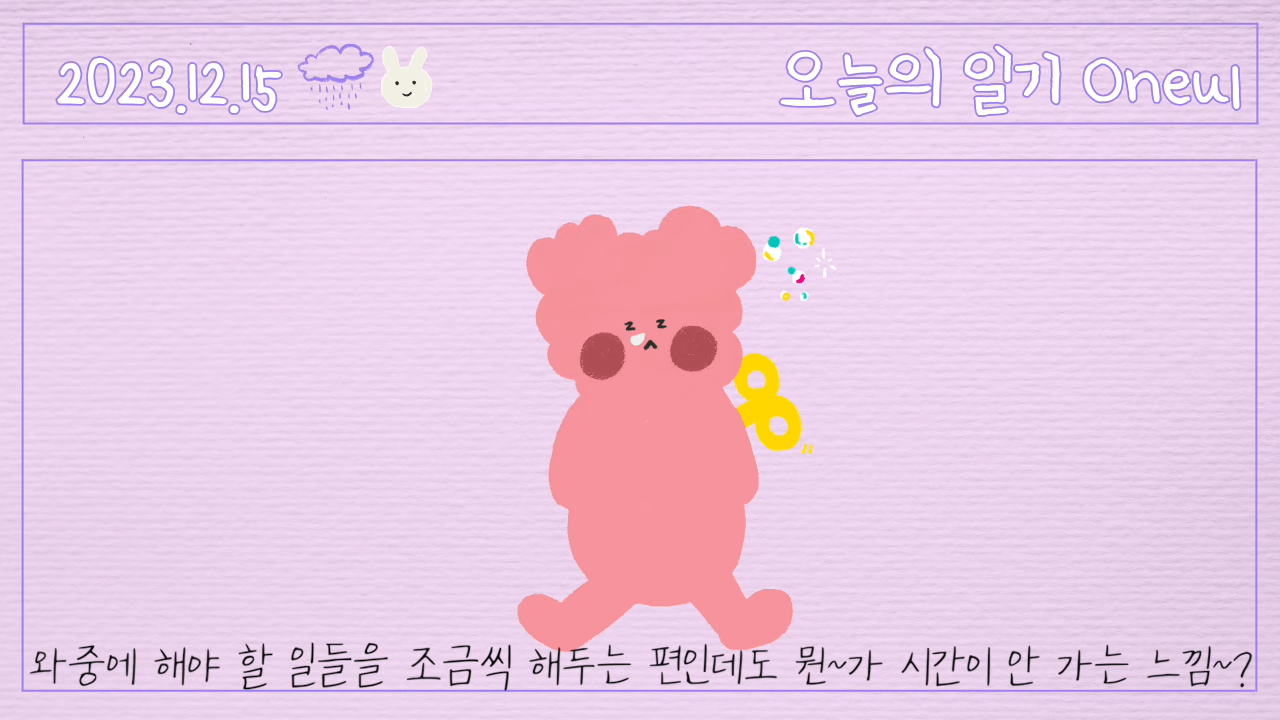 2023.12.15
오늘의 일기 Oneul
z z
와중에 해야 할 일들을 조금씩 해두는 편인데도 뭔~가 시간이 안 가는 느낌~?